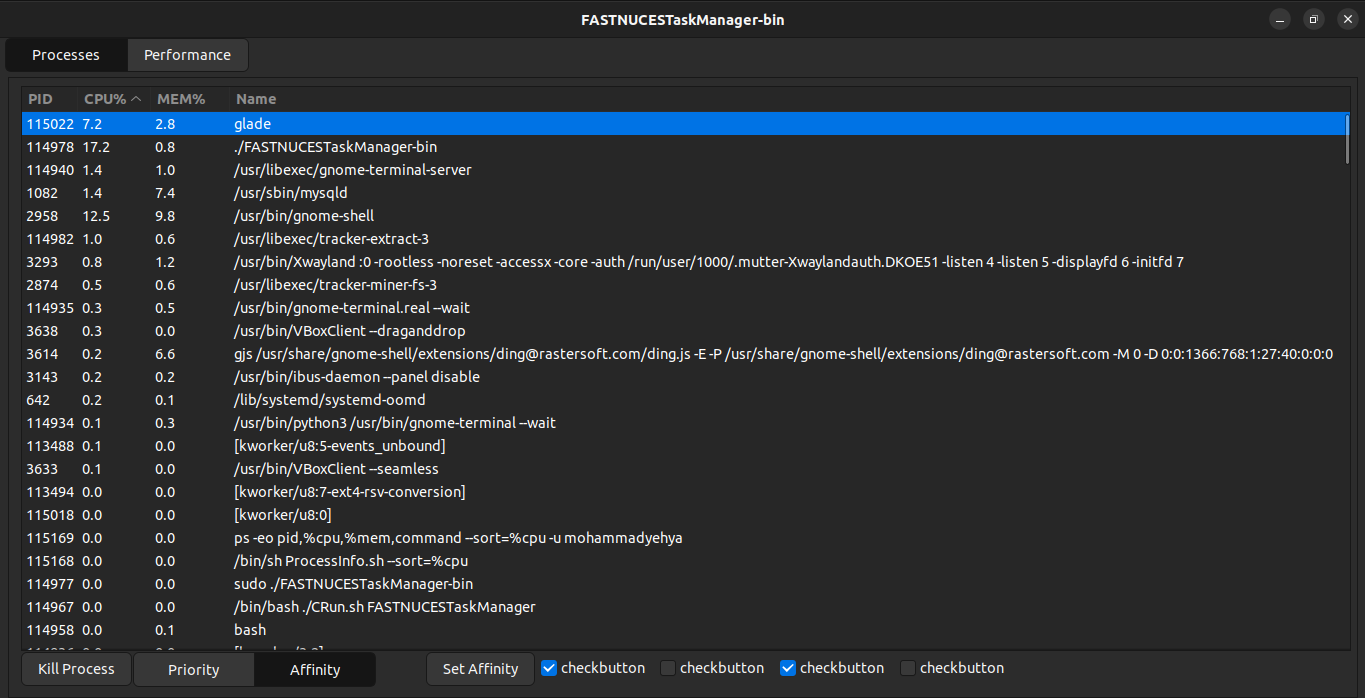 FASTNUCESTaskManager-bin
Processes Performance
PID CPU% MEM% Name
115022 7.2 2.8 glade
114978 17.2 0.8 ./FASTNUCESTaskManager-bin
114940 1.4 1.0 /usr/libexec/gnome-terminal-server
1082 1.4 7.4 /usr/sbin/mysqld
2958 12.5 9.8 /usr/bin/gnome-shell
114982 1.0 0.6 /usr/libexec/tracker-extract-3
3293 0.8 1.2 /usr/bin/Xwayland :0 -rootless -noreset -accessx -core -auth /run/user/1000/.mutter-Xwaylandauth.DKOE51 -listen 4 -listen 5 -displayfd 6 -initfd 7
2874 0.5 0.6 /usr/libexec/tracker-miner-fs-3
114935 0.3 0.5 /usr/bin/gnome-terminal.real --wait
3638 0.3 0.0 /usr/bin/VBoxClient --draganddrop
3614 0.2 6.6 gjs /usr/share/gnome-shell/extensions/ding@rastersoft.com/ding.js -E -P /usr/share/gnome-shell/extensions/ding@rastersoft.com -M 0 -D 0:0:1366:768:1:27:40:0:0:0
3143 0.2 0.2 /usr/bin/ibus-daemon --panel disable
642 0.2 0.1 /lib/systemd/systemd-oomd
114934 0.1 0.3 /usr/bin/python3 /usr/bin/gnome-terminal --wait
113488 0.1 0.0 [kworker/u8:5-events_unbound]
3633 0.1 0.0 /usr/bin/VBoxClient --seamless
113494 0.0 0.0 [kworker/u8:7-ext4-rsv-conversion]
115018 0.0 0.0 [kworker/u8:0]
115169 0.0 0.0 ps -eo pid,%cpu,%mem,command --sort=%cpu -u mohammadyehya
115168 0.0 0.0 /bin/sh ProcessInfo.sh --sort=%cpu
114977 0.0 0.0 sudo ./FASTNUCESTaskManager-bin
114967 0.0 0.0 /bin/bash ./CRun.sh FASTNUCESTaskManager
114958 0.0 0.1 bash
Kill Process Priority Affinity Set Affinity checkbutton checkbutton checkbutton checkbutton